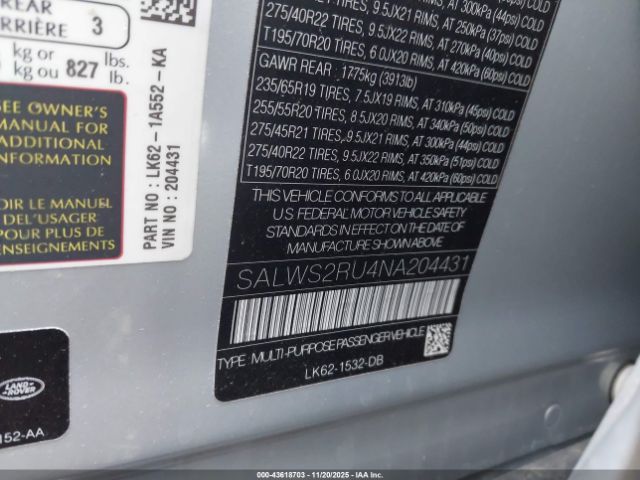 REAR
ARRIÈRE 3
kg or
kg ou 827 lbs.
lb.
SEE OWNER'S
MANUAL FOR
ADDITIONAL
INFORMATION
VOIR LE MANUEL
DE L'USAGER
POUR PLUS DE
RENSEIGNEMENTS
PART NO : LK62 - 1A552 - KA
VIN NO : 204431
275/40R22 TIRES, 9.5JX22 RIMS, AT 270kPa (40psi) COLD
T195/70R20 TIRES, 6.0JX20 RIMS, AT 420kPa (60psi) COLD
GAWR REAR 1775kg (3913lb)
235/65R19 TIRES, 7.5JX19 RIMS, AT 310kPa (45psi) COLD
255/55R20 TIRES, 8.5JX20 RIMS, AT 340kPa (50psi) COLD
275/45R21 TIRES, 9.5JX21 RIMS, AT 300kPa (44psi) COLD
275/40R22 TIRES, 9.5JX22 RIMS, AT 350kPa (51psi) COLD
T195/70R20 TIRES, 6.0JX20 RIMS, AT 420kPa (60psi) COLD
THIS VEHICLE CONFORMS TO ALL APPLICABLE
U.S. FEDERAL MOTOR VEHICLE SAFETY
STANDARDS IN EFFECT ON THE DATE OF
MANUFACTURE SHOWN ABOVE
SALWS2RU4NA204431
TYPE MULTI-PURPOSE PASSENGER VEHICLE
LK62-1532-DB
LAND-ROVER
152-AA
000-43618703 — 11/20/2025 — IAAI.COM